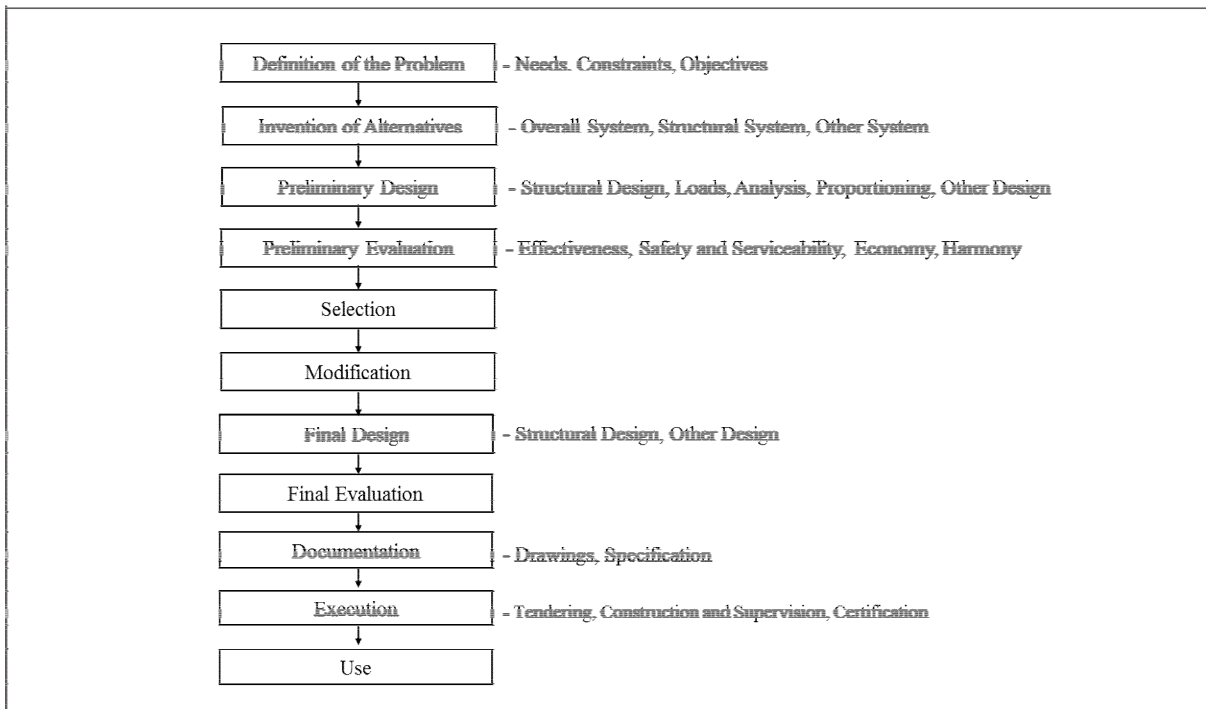 Definition of the Problem - Needs. Constraints, Objectives
Invention of Alternatives - Overall System, Structural System, Other System
Preliminary Design - Structural Design, Loads, Analysis, Proportioning, Other Design
Preliminary Evaluation - Effectiveness, Safety and Serviceability, Economy, Harmony
Selection
Modification
Final Design - Structural Design, Other Design
Final Evaluation
Documentation - Drawings, Specification
Execution - Tendering, Construction and Supervision, Certification
Use